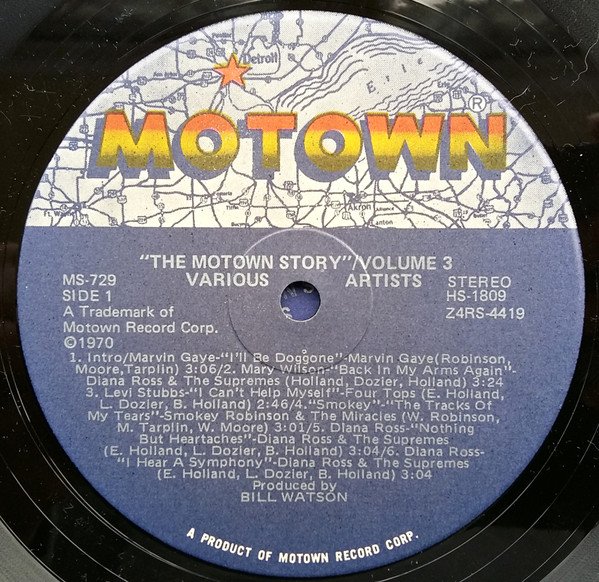 Detroit
Erie
MOTOWN®
Ft. Wayne
Akron
Alliance
Canton
"THE MOTOWN STORY"/VOLUME 3
MS-729 VARIOUS ARTISTS STEREO
SIDE 1 HS-1809
A Trademark of Z4RS-4419
Motown Record Corp.
©1970
1. Intro/Marvin Gaye-"I'll Be Doggone"-Marvin Gaye(Robinson,
Moore,Tarplin) 3:06/2. Mary Wilson-"Back In My Arms Again"-
Diana Ross & The Supremes (Holland, Dozier, Holland) 3:24
3. Levi Stubbs-"I Can't Help Myself"-Four Tops (E. Holland,
L. Dozier, B. Holland) 2:46/4."Smokey"-"The Tracks Of
My Tears"-Smokey Robinson & The Miracles (W. Robinson,
M. Tarplin, W. Moore) 3:01/5. Diana Ross-"Nothing
But Heartaches"-Diana Ross & The Supremes
(E. Holland, L. Dozier, B. Holland) 3:04/6. Diana Ross-
"I Hear A Symphony"-Diana Ross & The Supremes
(E. Holland, L. Dozier, B. Holland) 3:04
Produced by
BILL WATSON
A PRODUCT OF MOTOWN RECORD CORP.